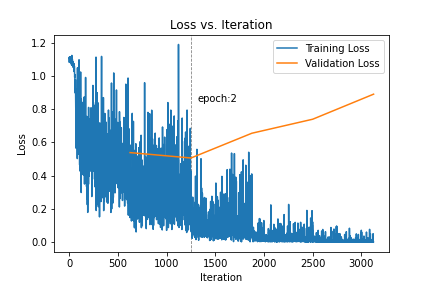 Loss vs. Iteration
1.2
1.0
0.8
0.6
0.4
0.2
0.0
Loss
Training Loss
Validation Loss
epoch:2
0 500 1000 1500 2000 2500 3000
Iteration